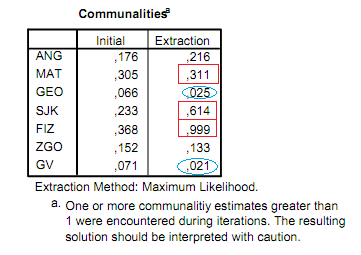 Communalitiesª
Initial Extraction
ANG ,176 ,216
MAT ,305 ,311
GEO ,066 ,025
SJK ,233 ,614
FIZ ,368 ,999
ZGO ,152 ,133
GV ,071 ,021
Extraction Method: Maximum Likelihood.
a. One or more communalitiy estimates greater than
1 were encountered during iterations. The resulting
solution should be interpreted with caution.